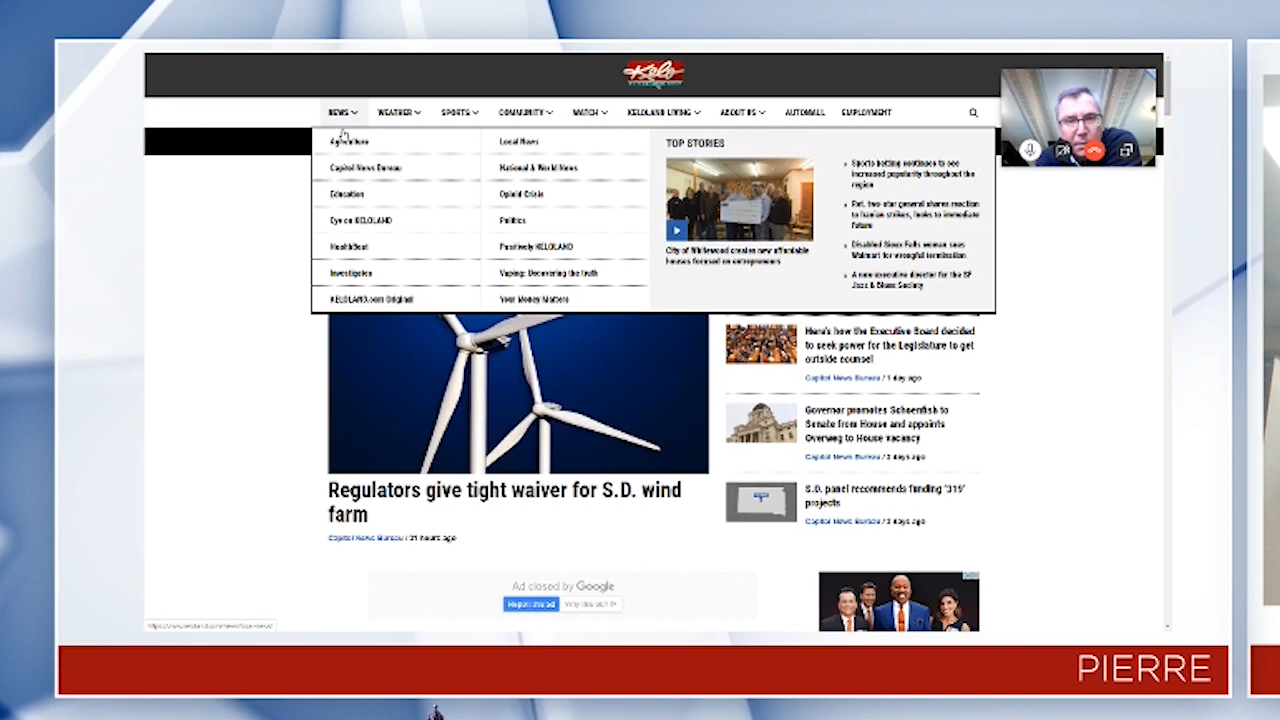 Kelo
NEWS WEATHER SPORTS COMMUNITY WATCH KELOLAND LIVING ABOUT US AUTOMALL EMPLOYMENT
Agriculture
Capitol News Bureau
Education
Eye on KELOLAND
HealthBeat
Investigates
KELOLAND.com Original
Local News
National & World News
Opioid Crisis
Politics
Positively KELOLAND
Vaping: Uncovering the truth
Your Money Matters
TOP STORIES
City of Whitewood creates new affordable
houses focused on entrepreneurs
Sports betting continues to see
increased popularity throughout the
region
Ret. two-star general shares reaction
to Iranian strikes, looks to immediate
future
Disabled Sioux Falls woman sues
Walmart for wrongful termination
A new executive director for the SF
Jazz & Blues Society
Regulators give tight waiver for S.D. wind
farm
Capitol News Bureau / 21 hours ago
Here's how the Executive Board decided
to seek power for the Legislature to get
outside counsel
Capitol News Bureau / 1 day ago
Governor promotes Schoenfish to
Senate from House and appoints
Overweg to House vacancy
Capitol News Bureau / 2 days ago
S.D. panel recommends funding '319'
projects
Capitol News Bureau / 2 days ago
Ad closed by Google
Report this ad Why this ad?
PIERRE